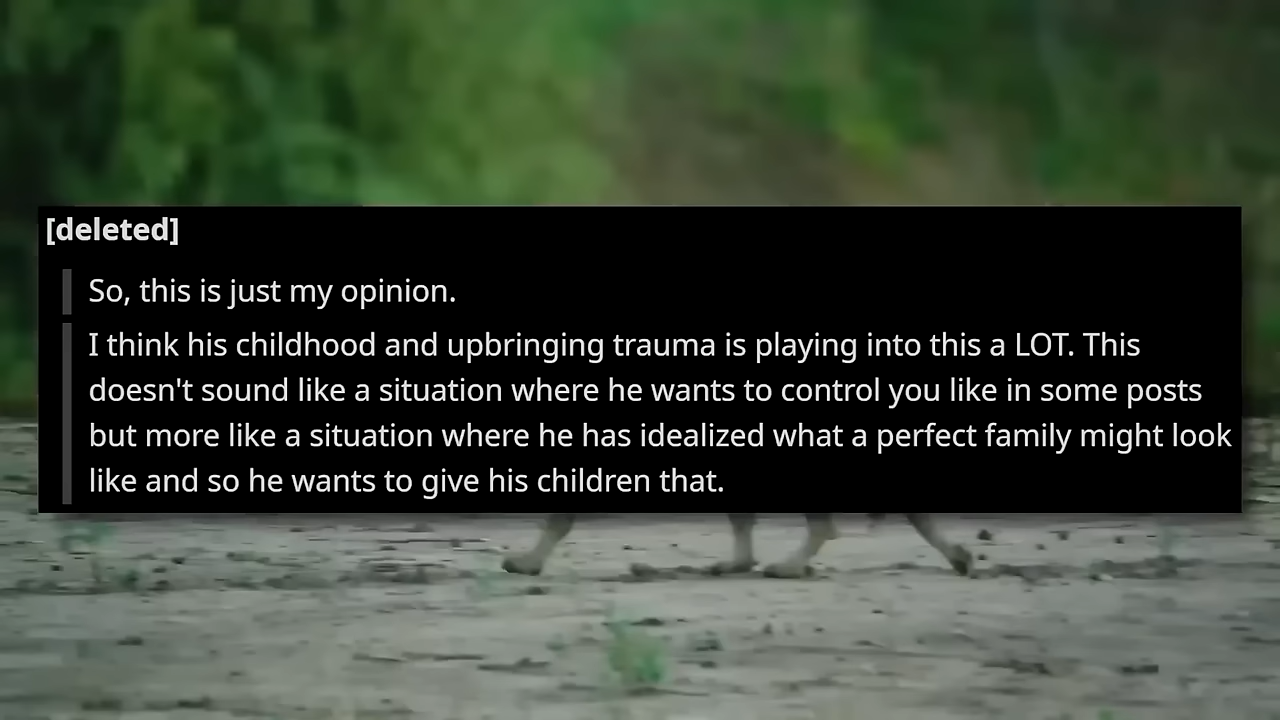 [deleted]
So, this is just my opinion.
I think his childhood and upbringing trauma is playing into this a LOT. This
doesn't sound like a situation where he wants to control you like in some posts
but more like a situation where he has idealized what a perfect family might look
like and so he wants to give his children that.